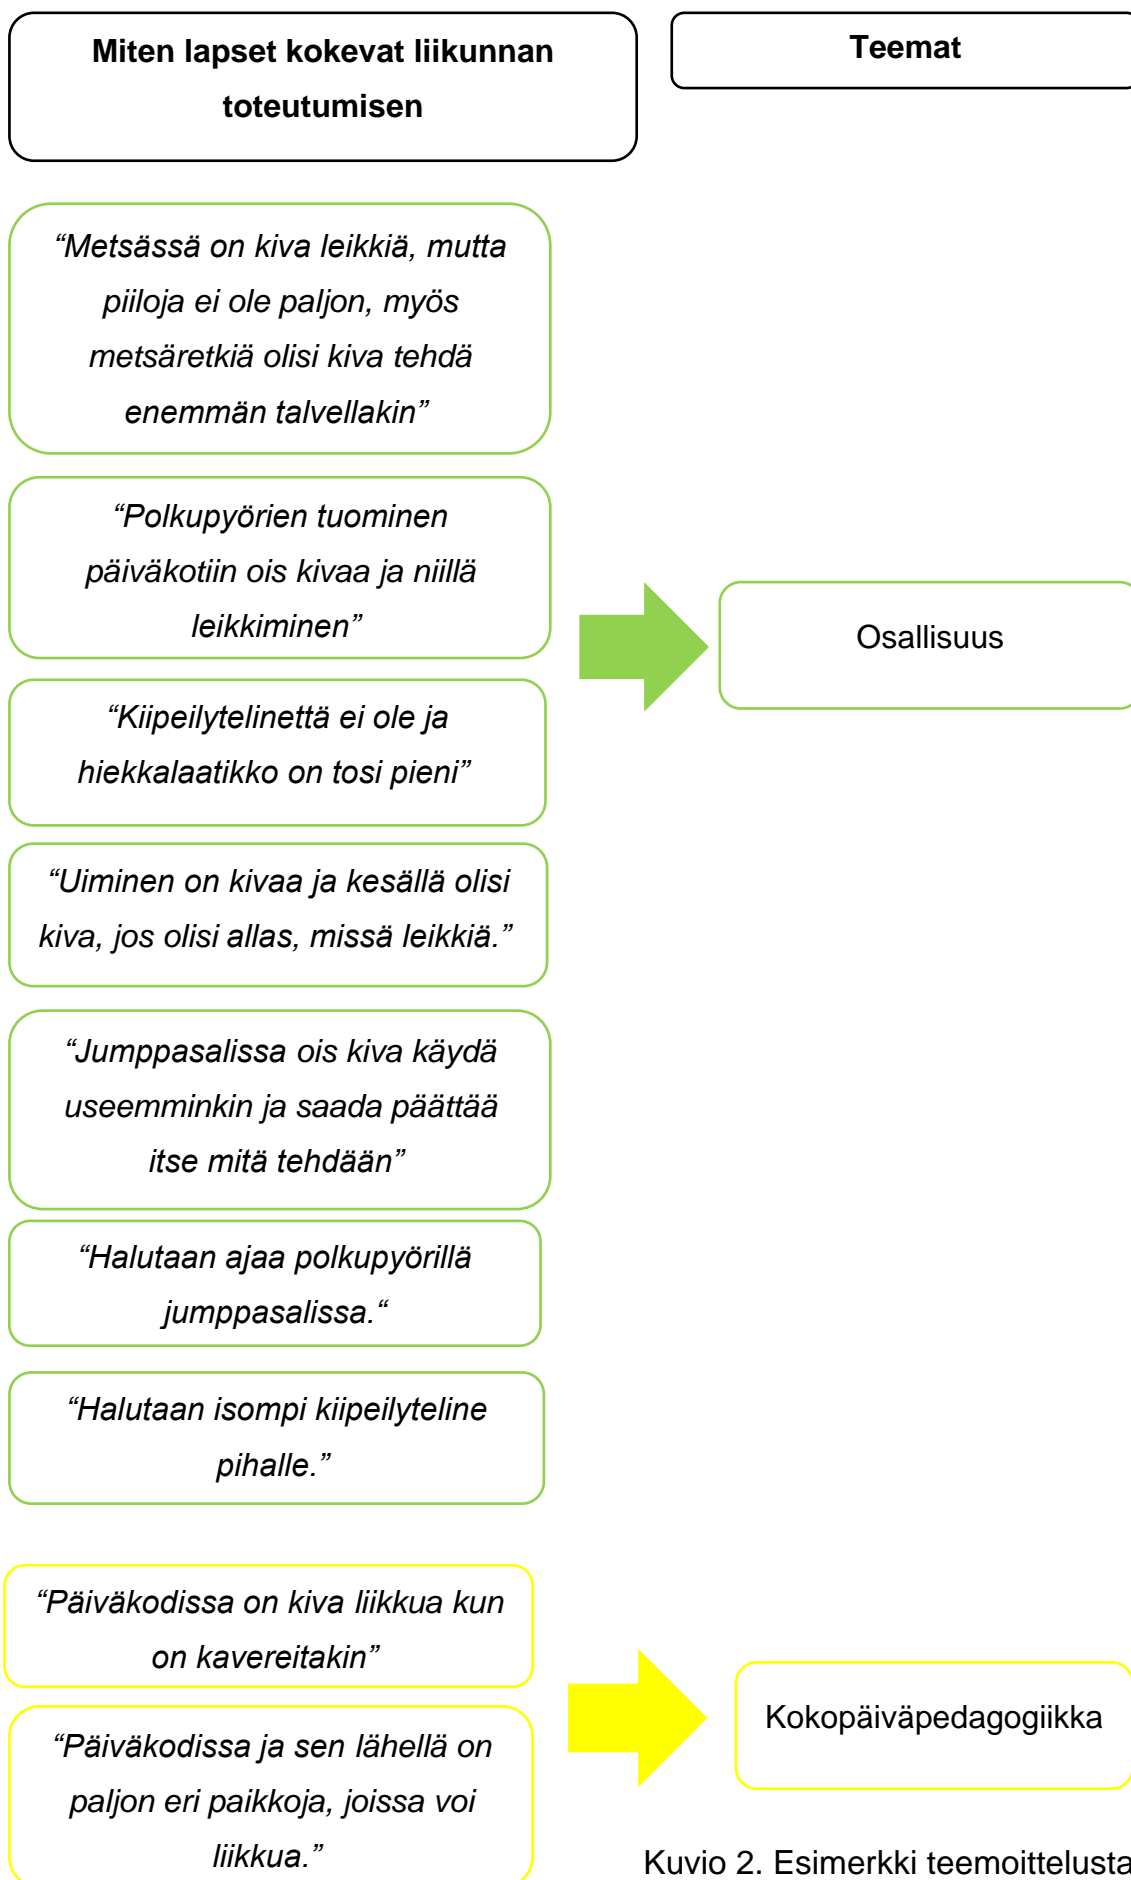 Miten lapset kokevat liikunnan
toteutumisen
Teemat
“Metsässä on kiva leikkiä, mutta
piiloja ei ole paljon, myös
metsäretkiä olisi kiva tehdä
enemmän talvellakin”
“Polkupyörien tuominen
päiväkotiin ois kivaa ja niillä
leikkiminen”
“Kiipeilytelinettä ei ole ja
hiekkalaatikko on tosi pieni”
“Uiminen on kivaa ja kesällä olisi
kiva, jos olisi allas, missä leikkiä.”
“Jumppasalissa ois kiva käydä
useemminkin ja saada päättää
itse mitä tehdään”
“Halutaan ajaa polkupyörillä
jumppasalissa.“
“Halutaan isompi kiipeilyteline
pihalle.”
Osallisuus
“Päiväkodissa on kiva liikkua kun
on kavereitakin”
“Päiväkodissa ja sen lähellä on
paljon eri paikkoja, joissa voi
liikkua.”
Kokopäiväpedagogiikka
Kuvio 2. Esimerkki teemoittelusta